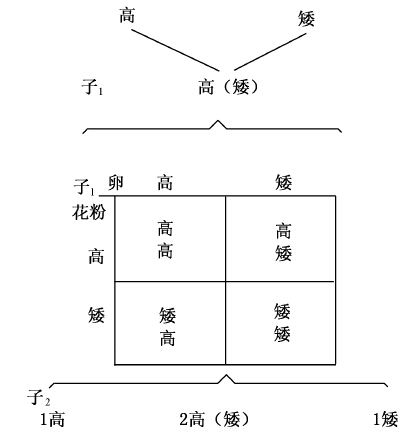 高 矮
子₁ 高（矮）
子₁ 卵 高 矮
花粉
高 高
高 高 矮
矮 矮 矮
高 矮
子₂
1高 2高（矮） 1矮